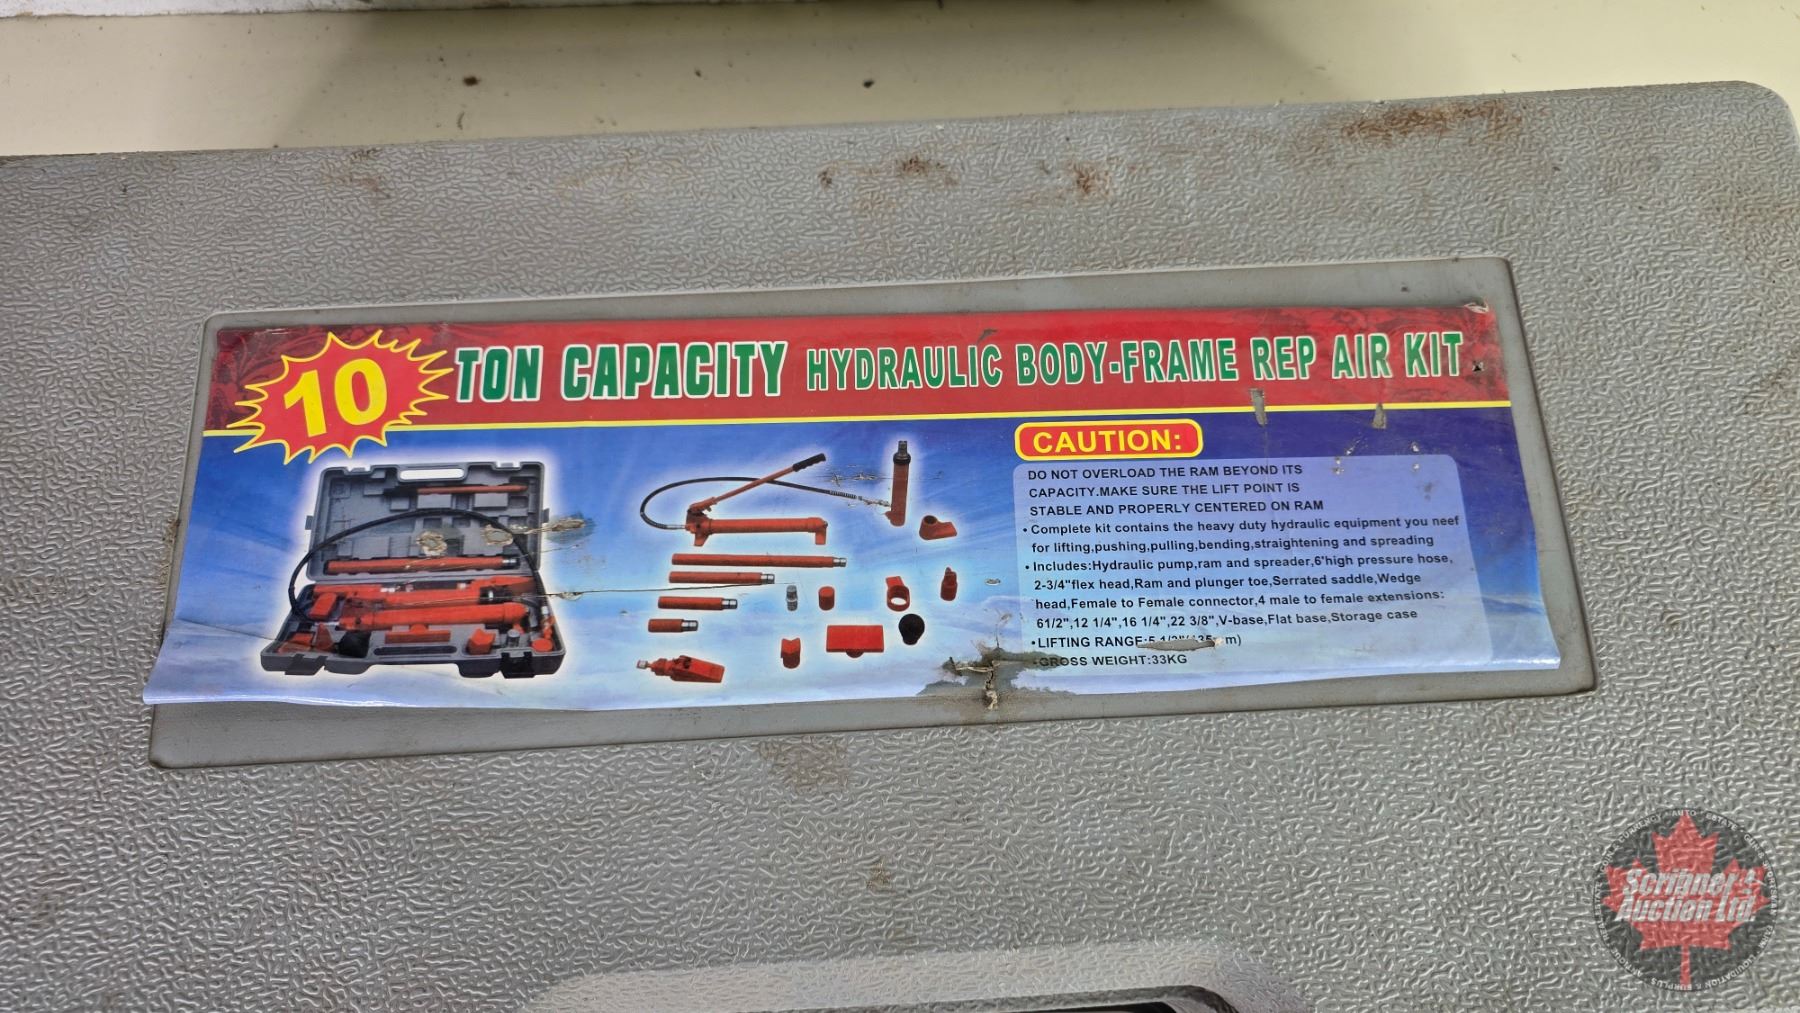 10 TON CAPACITY HYDRAULIC BODY-FRAME REP AIR KIT
CAUTION:
DO NOT OVERLOAD THE RAM BEYOND ITS
CAPACITY.MAKE SURE THE LIFT POINT IS
STABLE AND PROPERLY CENTERED ON RAM
• Complete kit contains the heavy duty hydraulic equipment you neef
for lifting,pushing,pulling,bending,straightening and spreading
• Includes:Hydraulic pump,ram and spreader,6'high pressure hose,
2-3/4"flex head,Ram and plunger toe,Serrated saddle,Wedge
head,Female to Female connector,4 male to female extensions:
61/2",12 1/4",16 1/4",22 3/8",V-base,Flat base,Storage case
• LIFTING RANGE:5 1/2"(135mm)
• GROSS WEIGHT:33KG
Scribner's
Auction Ltd.